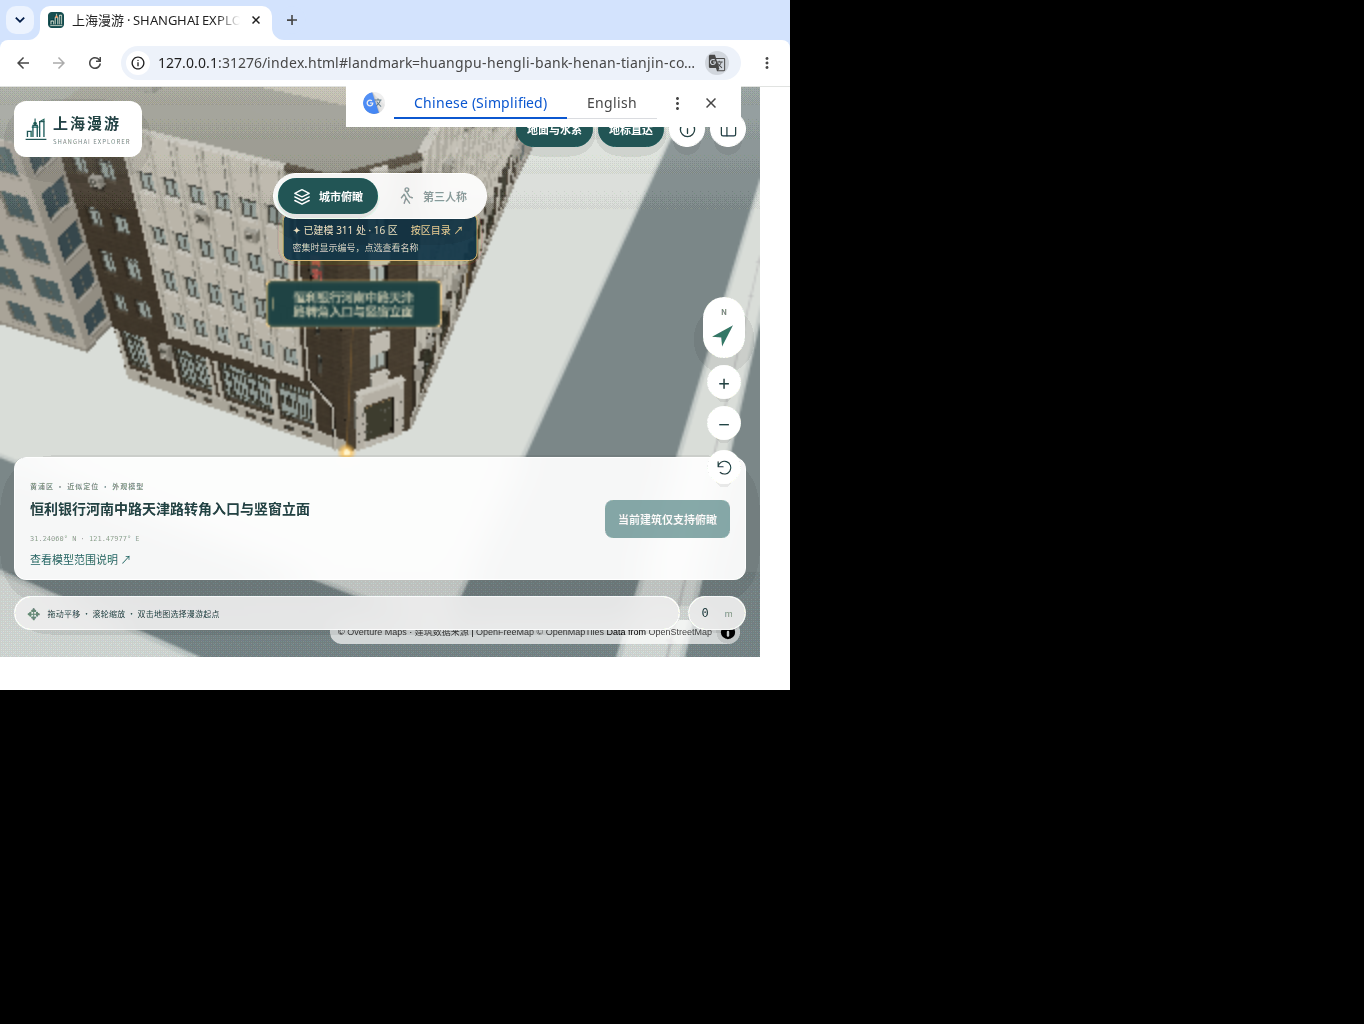 上海漫游 · SHANGHAI EXPLO
127.0.0.1:31276/index.html#landmark=huangpu-hengli-bank-henan-tianjin-co...
Chinese (Simplified)
English
上海漫游
SHANGHAI EXPLORER
地面与水系
地标直达
城市俯瞰
第三人称
✦ 已建模 311 处 · 16 区 按区目录 ↗
密集时显示编号，点选查看名称
恒利银行河南中路天津
路转角入口与竖窗立面
N
+
−
黄浦区 · 近似定位 · 外观模型
恒利银行河南中路天津路转角入口与竖窗立面
当前建筑仅支持俯瞰
31.24060° N · 121.47977° E
查看模型范围说明 ↗
拖动平移 · 滚轮缩放 · 双击地图选择漫游起点
0 m
© Overture Maps · 建筑数据来源 | OpenFreeMap © OpenMapTiles Data from OpenStreetMap